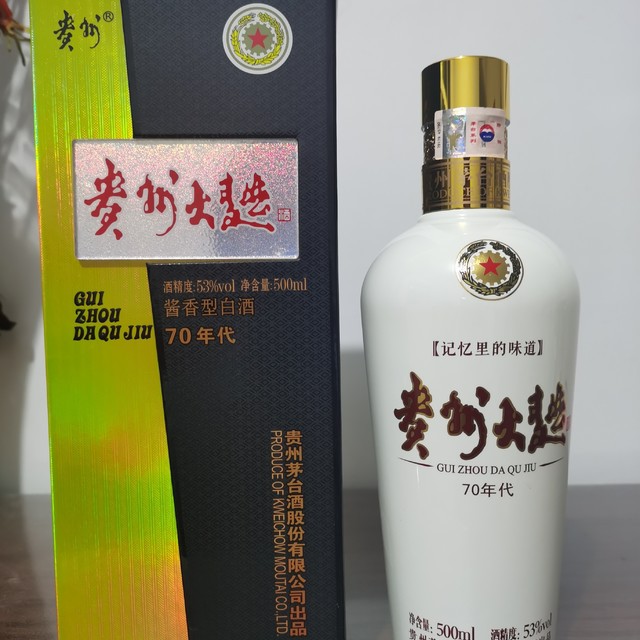 贵州®
贵州大曲酒
酒精度:53%vol 净含量:500ml
酱香型白酒
70年代
GUI
ZHOU
DA QU JIU
贵州茅台酒股份有限公司出品
PRODUCE OF KWEICHOW MOUTAI CO.,LTD.
【记忆里的味道】
贵州大曲
GUI ZHOU DA QU JIU
70年代
净含量:500ml 酒精度:53%vol